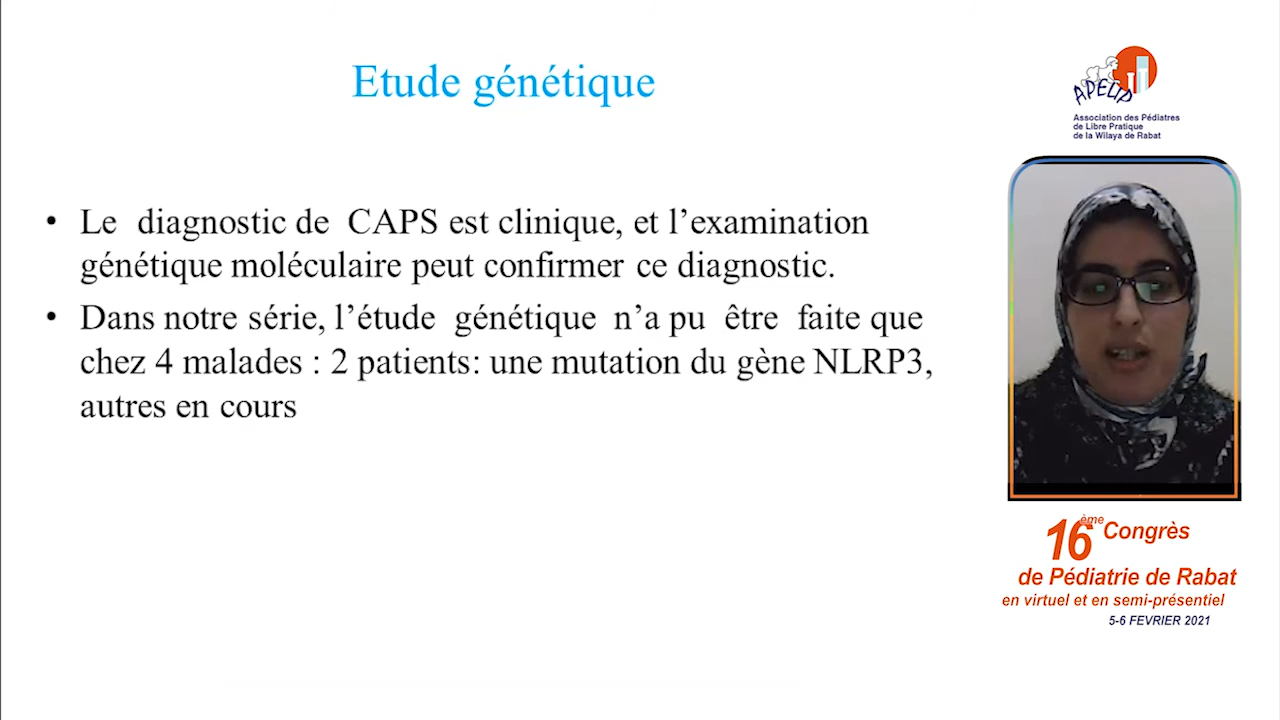 Etude génétique
• Le diagnostic de CAPS est clinique, et l’examination
génétique moléculaire peut confirmer ce diagnostic.
• Dans notre série, l’étude génétique n’a pu être faite que
chez 4 malades : 2 patients: une mutation du gène NLRP3,
autres en cours
APELIP
Association des Pédiatres
de Libre Pratique
de la Wilaya de Rabat
16ème Congrès
de Pédiatrie de Rabat
en virtuel et en semi-présentiel
5-6 FEVRIER 2021